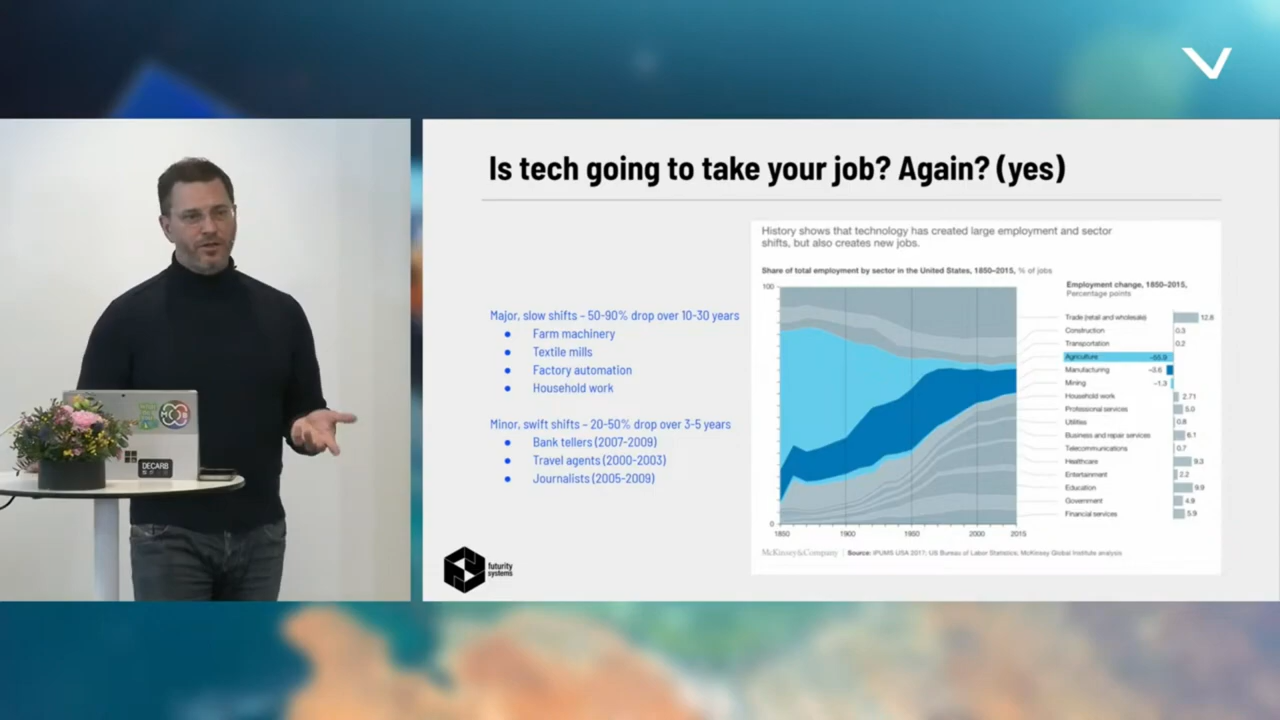 Is tech going to take your job? Again? (yes)
Major, slow shifts – 50-90% drop over 10-30 years
● Farm machinery
● Textile mills
● Factory automation
● Household work
Minor, swift shifts – 20-50% drop over 3-5 years
● Bank tellers (2007-2009)
● Travel agents (2000-2003)
● Journalists (2005-2009)
futurity
systems
History shows that technology has created large employment and sector
shifts, but also creates new jobs.
Share of total employment by sector in the United States, 1850–2015, % of jobs
100
0
1850 1900 1950 2000 2015
Employment change, 1850–2015,
Percentage points
Trade (retail and wholesale) 12.8
Construction 0.3
Transportation 0.2
Agriculture –55.9
Manufacturing –3.6
Mining –1.3
Household work 2.71
Professional services 5.0
Utilities 0.8
Business and repair services 6.1
Telecommunications 0.7
Healthcare 9.3
Entertainment 2.2
Education 9.9
Government 4.9
Financial services 5.9
McKinsey&Company | Source: IPUMS USA 2017; US Bureau of Labor Statistics; McKinsey Global Institute analysis
DECARB